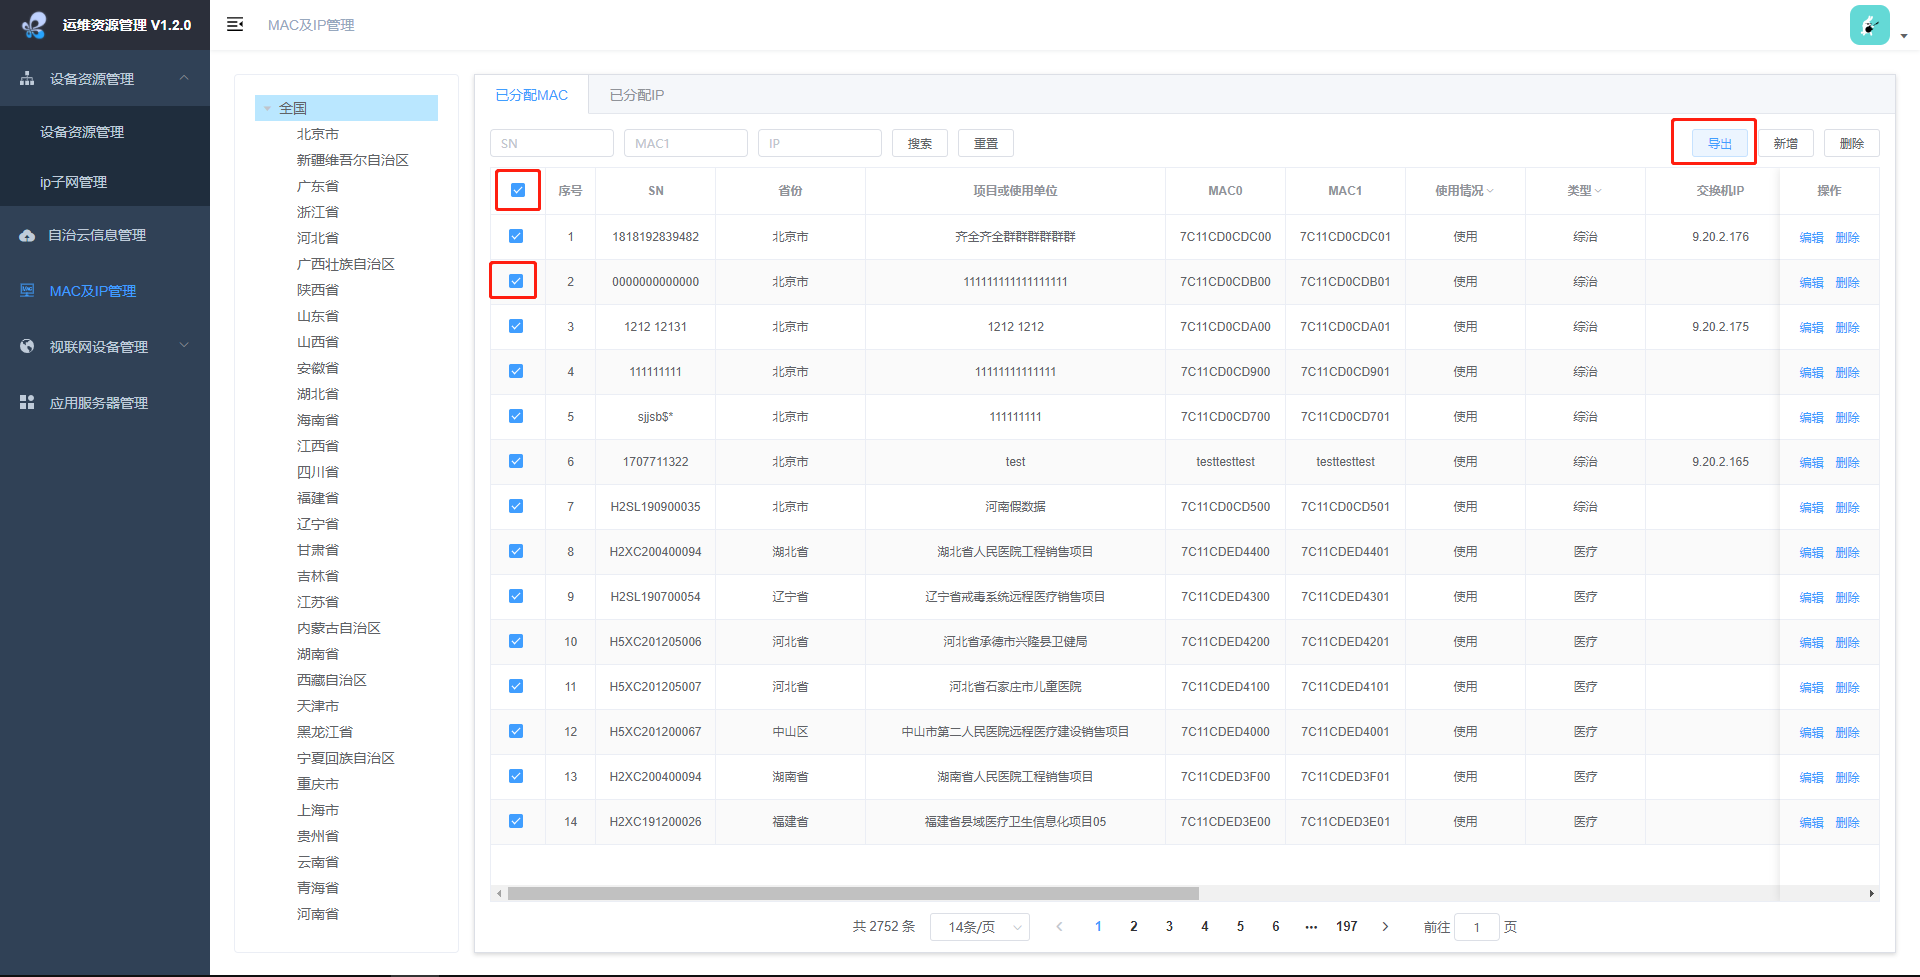 运维资源管理 V1.2.0
MAC及IP管理
设备资源管理
设备资源管理
ip子网管理
自治云信息管理
MAC及IP管理
视联网设备管理
应用服务器管理
全国
北京市
新疆维吾尔自治区
广东省
浙江省
河北省
广西壮族自治区
陕西省
山东省
山西省
安徽省
湖北省
海南省
江西省
四川省
福建省
辽宁省
甘肃省
吉林省
江苏省
内蒙古自治区
湖南省
西藏自治区
天津市
黑龙江省
宁夏回族自治区
重庆市
上海市
贵州省
云南省
青海省
河南省
已分配MAC 已分配IP
SN MAC1 IP 搜索 重置 导出 新增 删除
序号 SN 省份 项目或使用单位 MAC0 MAC1 使用情况 类型 交换机IP 操作
1 1818192839482 北京市 齐全齐全群群群群群群 7C11CD0CDC00 7C11CD0CDC01 使用 综治 9.20.2.176 编辑 删除
2 0000000000000 北京市 111111111111111111 7C11CD0CDB00 7C11CD0CDB01 使用 综治 编辑 删除
3 1212 12131 北京市 1212 1212 7C11CD0CDA00 7C11CD0CDA01 使用 综治 9.20.2.175 编辑 删除
4 111111111 北京市 11111111111111 7C11CD0CD900 7C11CD0CD901 使用 综治 编辑 删除
5 sjjsb$* 北京市 111111111 7C11CD0CD700 7C11CD0CD701 使用 综治 编辑 删除
6 1707711322 北京市 test testtesttest testtesttest 使用 综治 9.20.2.165 编辑 删除
7 H2SL190900035 北京市 河南假数据 7C11CD0CD500 7C11CD0CD501 使用 综治 编辑 删除
8 H2XC200400094 湖北省 湖北省人民医院工程销售项目 7C11CDED4400 7C11CDED4401 使用 医疗 编辑 删除
9 H2SL190700054 辽宁省 辽宁省戒毒系统远程医疗销售项目 7C11CDED4300 7C11CDED4301 使用 医疗 编辑 删除
10 H5XC201205006 河北省 河北省承德市兴隆县卫健局 7C11CDED4200 7C11CDED4201 使用 医疗 编辑 删除
11 H5XC201205007 河北省 河北省石家庄市儿童医院 7C11CDED4100 7C11CDED4101 使用 医疗 编辑 删除
12 H5XC201200067 中山区 中山市第二人民医院远程医疗建设销售项目 7C11CDED4000 7C11CDED4001 使用 医疗 编辑 删除
13 H2XC200400094 湖南省 湖南省人民医院工程销售项目 7C11CDED3F00 7C11CDED3F01 使用 医疗 编辑 删除
14 H2XC191200026 福建省 福建省县域医疗卫生信息化项目05 7C11CDED3E00 7C11CDED3E01 使用 医疗 编辑 删除
共 2752 条 14条/页 1 2 3 4 5 6 ••• 197 前往 1 页